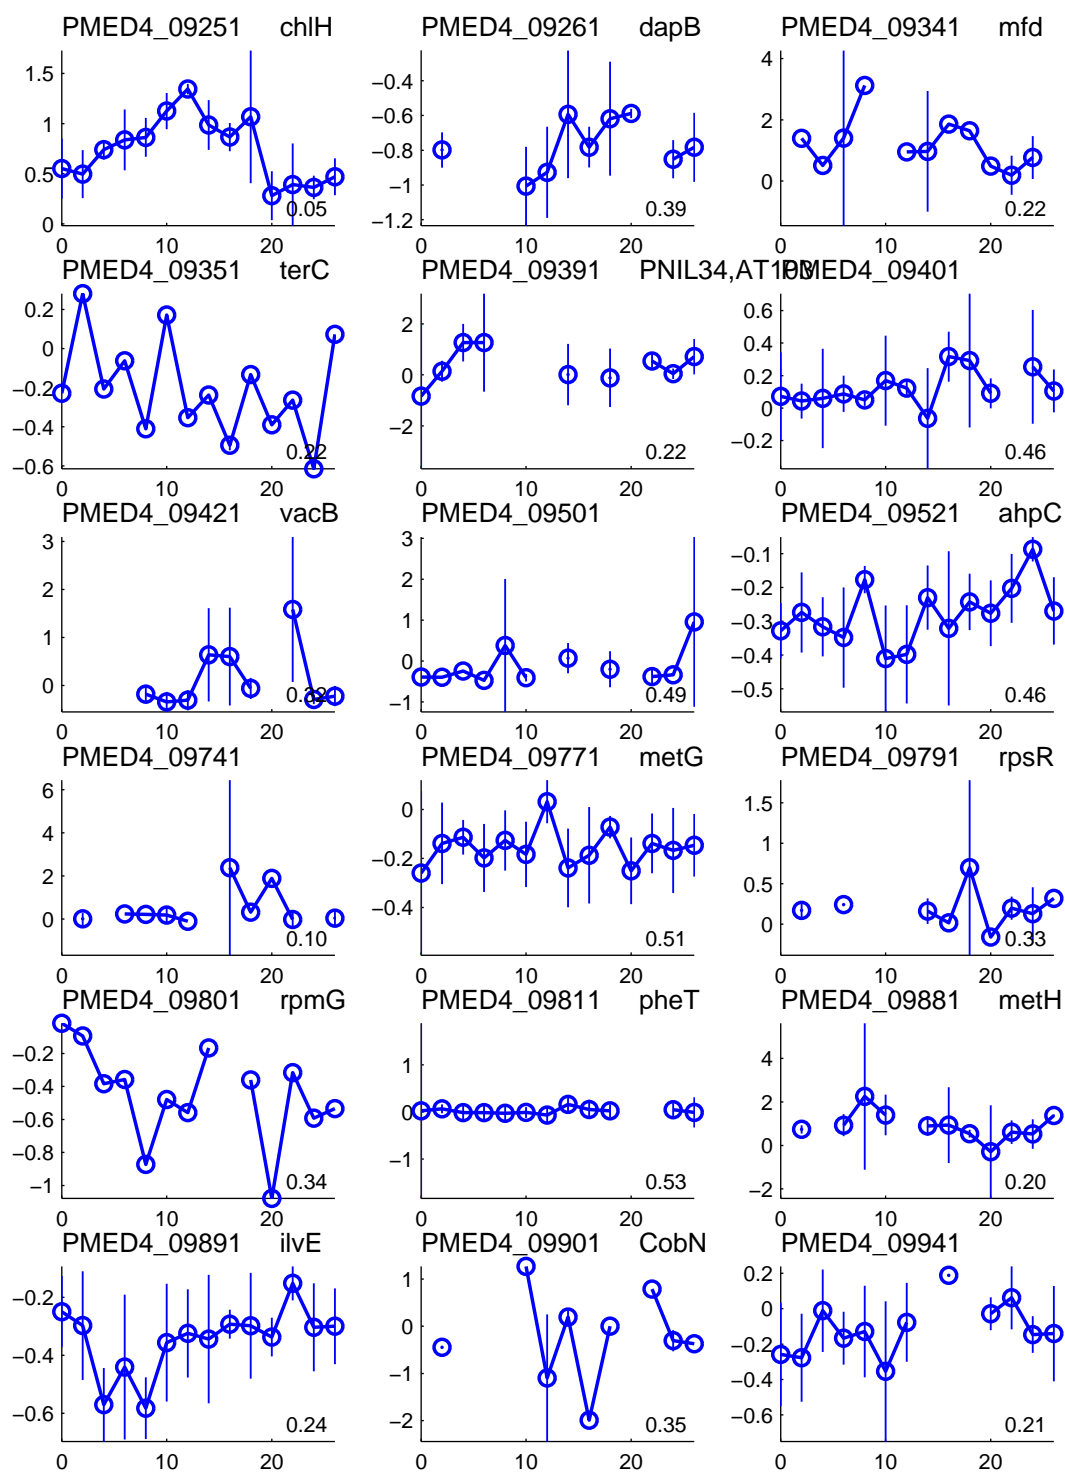 PMED4_09251 chlH
1.5
1
0.5
0
0.05
0 10 20
PMED4_09261 dapB
−0.4
−0.6
−0.8
−1
−1.2
0.39
0 10 20
PMED4_09341 mfd
4
2
0
0.22
0 10 20
PMED4_09351 terC
0.2
0
−0.2
−0.4
−0.6
0.22
0 10 20
PMED4_09391 PNIL34,AT103
2
0
−2
0.22
0 10 20
PMED4_09401
0.6
0.4
0.2
0
−0.2
0.46
0 10 20
PMED4_09421 vacB
3
2
1
0
0.32
0 10 20
PMED4_09501
3
2
1
0
−1
0.49
0 10 20
PMED4_09521 ahpC
−0.1
−0.2
−0.3
−0.4
−0.5
0.46
0 10 20
PMED4_09741
6
4
2
0
0.10
0 10 20
PMED4_09771 metG
0
−0.2
−0.4
0.51
0 10 20
PMED4_09791 rpsR
1.5
1
0.5
0
0.33
0 10 20
PMED4_09801 rpmG
−0.2
−0.4
−0.6
−0.8
−1
0.34
0 10 20
PMED4_09811 pheT
1
0
−1
0.53
0 10 20
PMED4_09881 metH
4
2
0
−2
0.20
0 10 20
PMED4_09891 ilvE
−0.2
−0.4
−0.6
0.24
0 10 20
PMED4_09901 CobN
1
0
−1
−2
0.35
0 10 20
PMED4_09941
0.2
0
−0.2
−0.4
−0.6
0.21
0 10 20